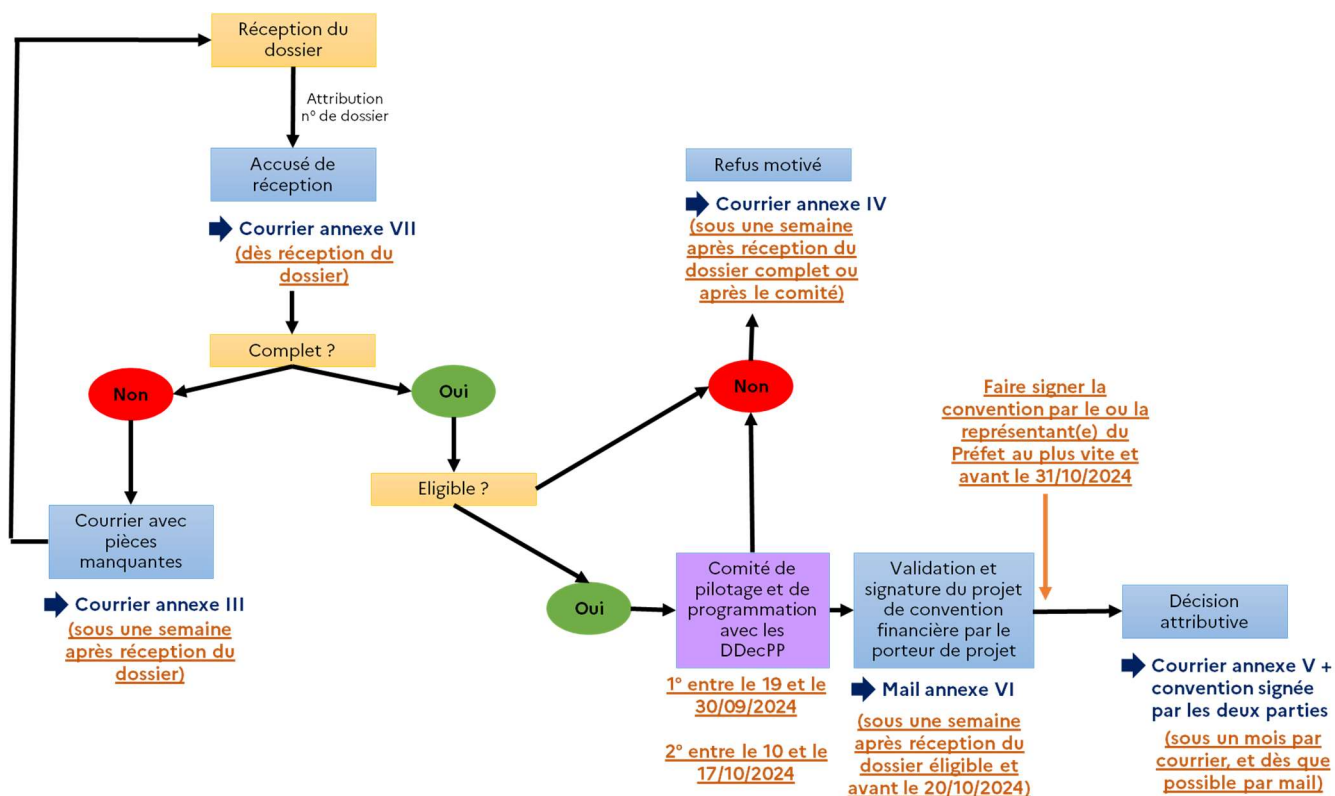 Réception du
dossier
Attribution
n° de dossier
Accusé de
réception
Courrier annexe VII
(dès réception du
dossier)
Complet ?
Non
Oui
Courrier avec
pièces
manquantes
Courrier annexe III
(sous une semaine
après réception du
dossier)
Eligible ?
Refus motivé
Courrier annexe IV
(sous une semaine
après réception du
dossier complet ou
après le comité)
Non
Oui
Comité de
pilotage et de
programmation
avec les
DDecPP
1° entre le 19 et le
30/09/2024
2° entre le 10 et le
17/10/2024
Validation et
signature du projet
de convention
financière par le
porteur de projet
Mail annexe VI
(sous une semaine
après réception du
dossier éligible et
avant le 20/10/2024)
Faire signer la
convention par le ou la
représentant(e) du
Préfet au plus vite et
avant le 31/10/2024
Décision
attributive
Courrier annexe V +
convention signée
par les deux parties
(sous un mois par
courrier, et dès que
possible par mail)